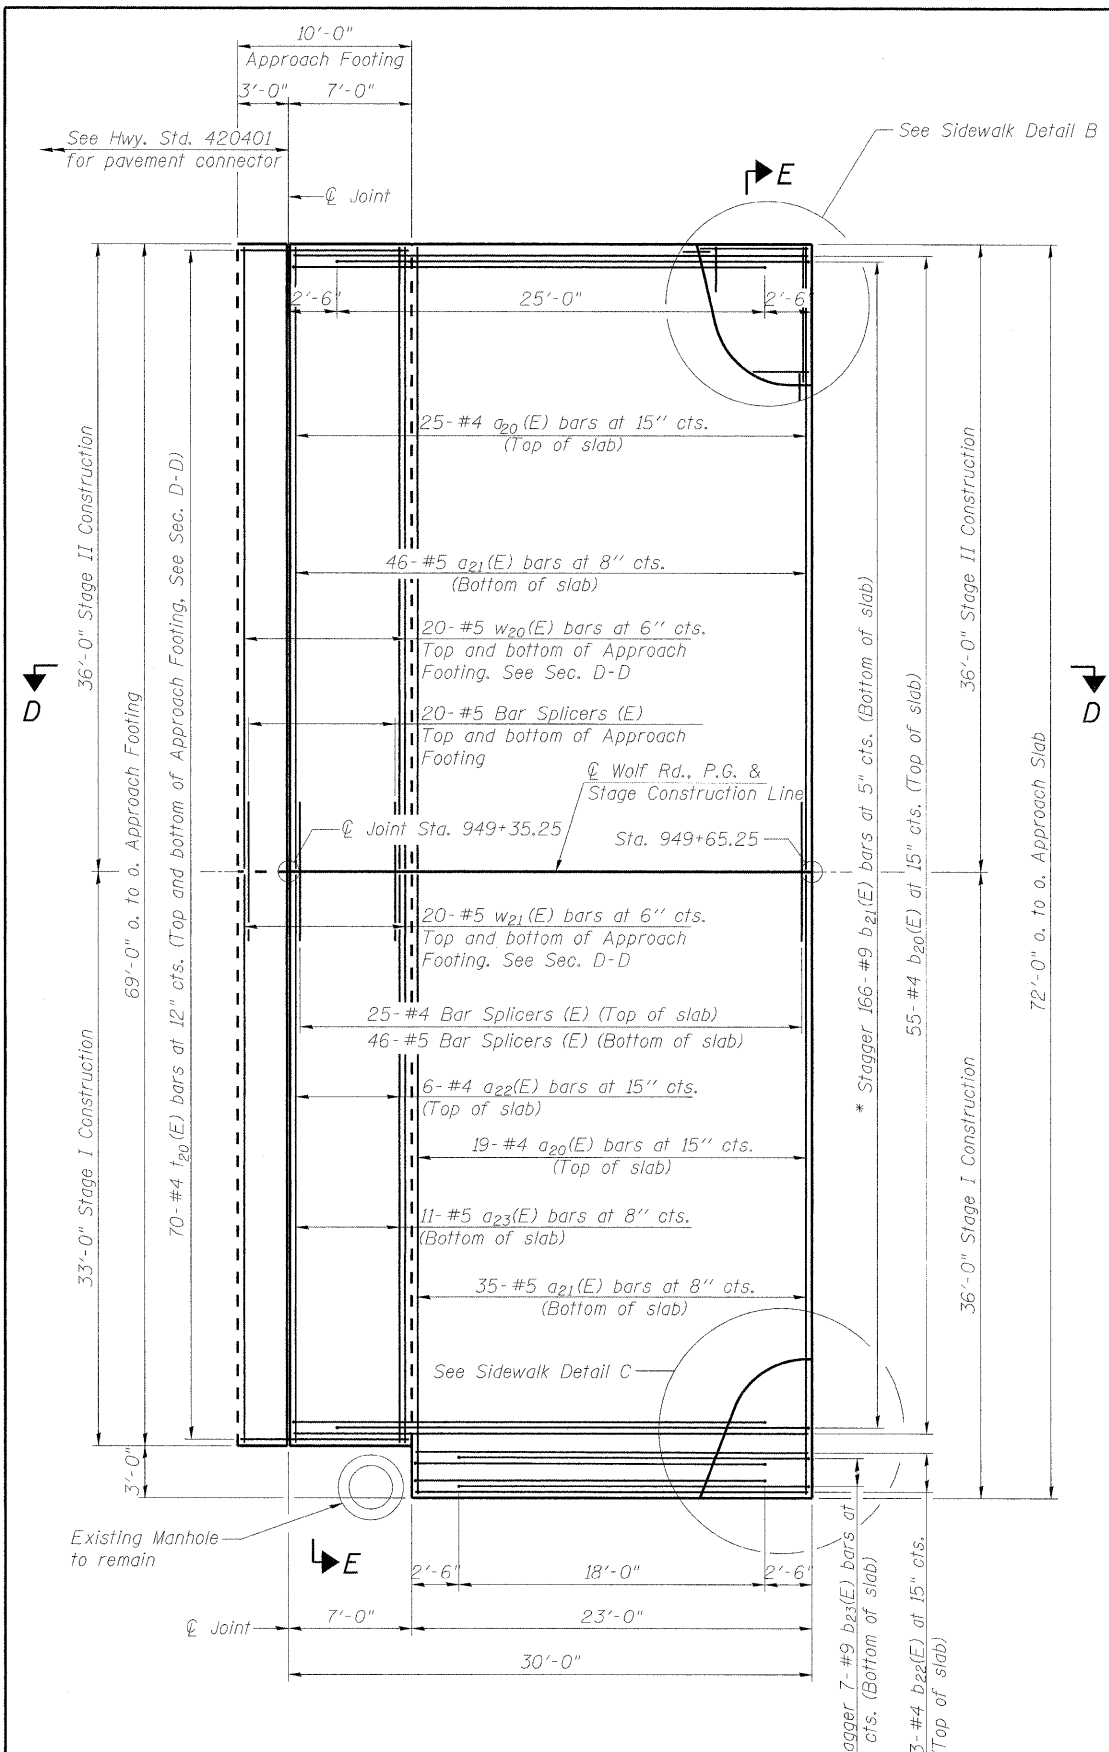 10'-0"
Approach Footing
3'-0"
7'-0"
See Hwy. Std. 420401
for pavement connector
℄ Joint
See Sidewalk Detail B
E
2'-6"
25'-0"
2'-6"
25-#4 a20(E) bars at 15" cts.
(Top of slab)
46-#5 a21(E) bars at 8" cts.
(Bottom of slab)
20-#5 w20(E) bars at 6" cts.
Top and bottom of Approach
Footing. See Sec. D-D
20-#5 Bar Splicers (E)
Top and bottom of Approach
Footing
℄ Wolf Rd., P.G. &
Stage Construction Line
℄ Joint Sta. 949+35.25
Sta. 949+65.25
20-#5 w21(E) bars at 6" cts.
Top and bottom of Approach
Footing. See Sec. D-D
25-#4 Bar Splicers (E) (Top of slab)
46-#5 Bar Splicers (E) (Bottom of slab)
6-#4 a22(E) bars at 15" cts.
(Top of slab)
19-#4 a20(E) bars at 15" cts.
(Top of slab)
11-#5 a23(E) bars at 8" cts.
(Bottom of slab)
35-#5 a21(E) bars at 8" cts.
(Bottom of slab)
See Sidewalk Detail C
36'-0" Stage II Construction
33'-0" Stage I Construction
69'-0" o. to o. Approach Footing
70-#4 t20(E) bars at 12" cts. (Top and bottom of Approach Footing, See Sec. D-D)
3'-0"
D
D
* Stagger 166-#9 b21(E) bars at 5" cts. (Bottom of slab)
55-#4 b20(E) at 15" cts. (Top of slab)
36'-0" Stage II Construction
36'-0" Stage I Construction
72'-0" o. to o. Approach Slab
Existing Manhole
to remain
E
2'-6"
18'-0"
2'-6"
℄ Joint
7'-0"
23'-0"
30'-0"
agger 7-#9 b23(E) bars at
cts. (Bottom of slab)
3-#4 b22(E) at 15" cts.
(Top of slab)